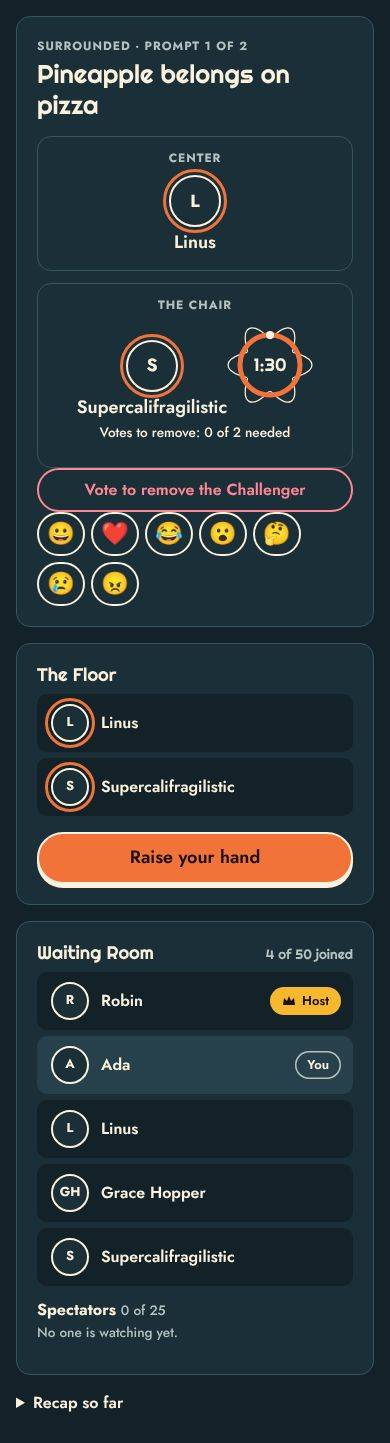 SURROUNDED · PROMPT 1 OF 2
Pineapple belongs on
pizza
CENTER
L
Linus
THE CHAIR
S
1:30
Supercalifragilistic
Votes to remove: 0 of 2 needed
Vote to remove the Challenger
The Floor
L Linus
S Supercalifragilistic
Raise your hand
Waiting Room 4 of 50 joined
R Robin Host
A Ada You
L Linus
GH Grace Hopper
S Supercalifragilistic
Spectators 0 of 25
No one is watching yet.
Recap so far